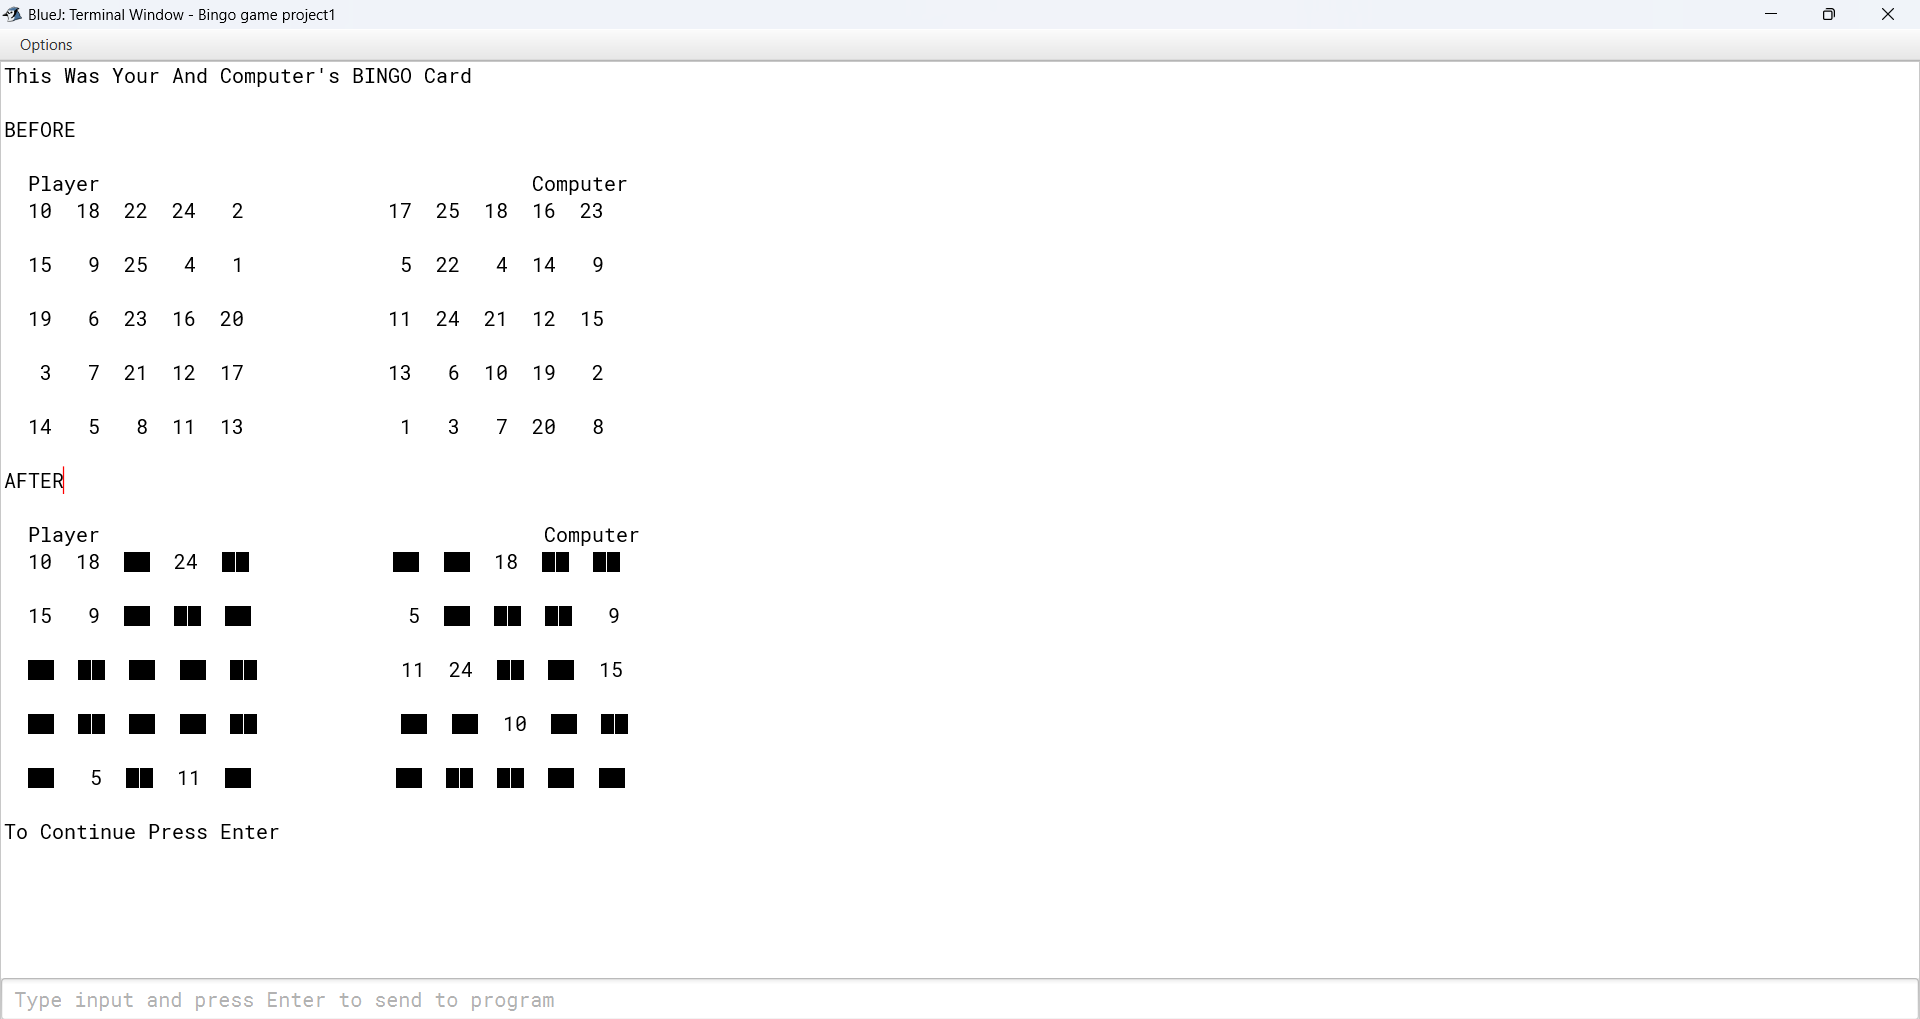 BlueJ: Terminal Window - Bingo game project1
Options
This Was Your And Computer's BINGO Card
BEFORE
Player Computer
10 18 22 24 2 17 25 18 16 23
15 9 25 4 1 5 22 4 14 9
19 6 23 16 20 11 24 21 12 15
3 7 21 12 17 13 6 10 19 2
14 5 8 11 13 1 3 7 20 8
AFTER
Player Computer
10 18 ██ 24 ██ ██ ██ 18 ██ ██
15 9 ██ ██ ██ 5 ██ ██ ██ 9
██ ██ ██ ██ ██ 11 24 ██ ██ 15
██ ██ ██ ██ ██ ██ ██ 10 ██ ██
██ 5 ██ 11 ██ ██ ██ ██ ██ ██
To Continue Press Enter
Type input and press Enter to send to program